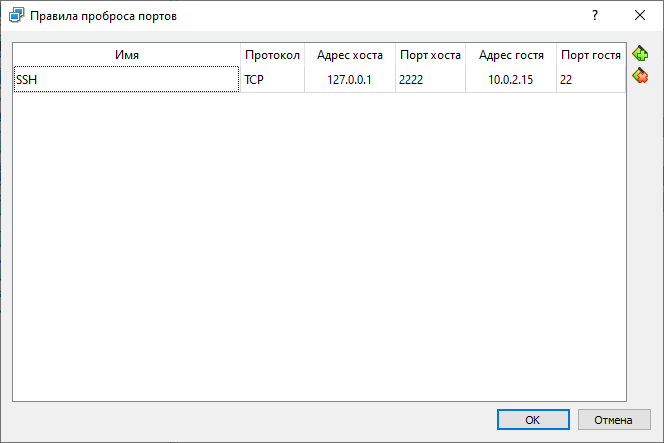 Правила проброса портов
?
Имя Протокол Адрес хоста Порт хоста Адрес гостя Порт гостя
SSH TCP 127.0.0.1 2222 10.0.2.15 22
OK Отмена